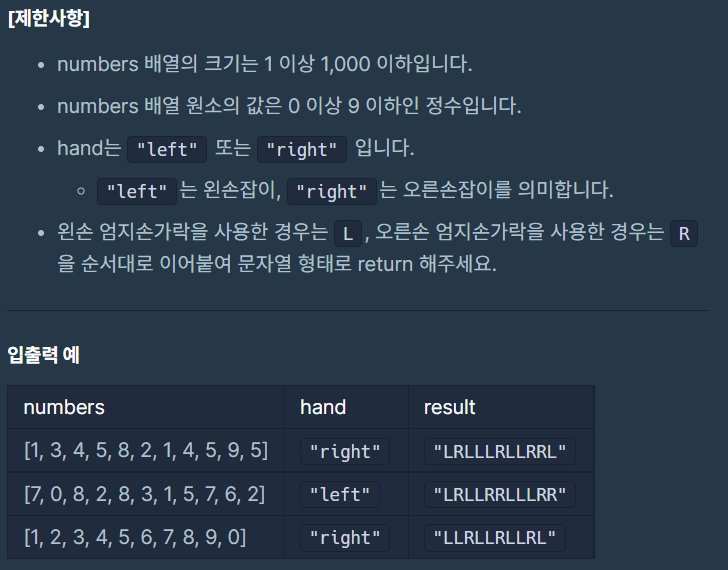 [제한사항]
• numbers 배열의 크기는 1 이상 1,000 이하입니다.
• numbers 배열 원소의 값은 0 이상 9 이하인 정수입니다.
• hand는 "left" 또는 "right" 입니다.
◦ "left"는 왼손잡이, "right"는 오른손잡이를 의미합니다.
• 왼손 엄지손가락을 사용한 경우는 L, 오른손 엄지손가락을 사용한 경우는 R
을 순서대로 이어붙여 문자열 형태로 return 해주세요.
입출력 예
numbers hand result
[1, 3, 4, 5, 8, 2, 1, 4, 5, 9, 5] "right" "LRLLLRLLRRL"
[7, 0, 8, 2, 8, 3, 1, 5, 7, 6, 2] "left" "LRLLRRLLLRR"
[1, 2, 3, 4, 5, 6, 7, 8, 9, 0] "right" "LLRLLRLLRL"